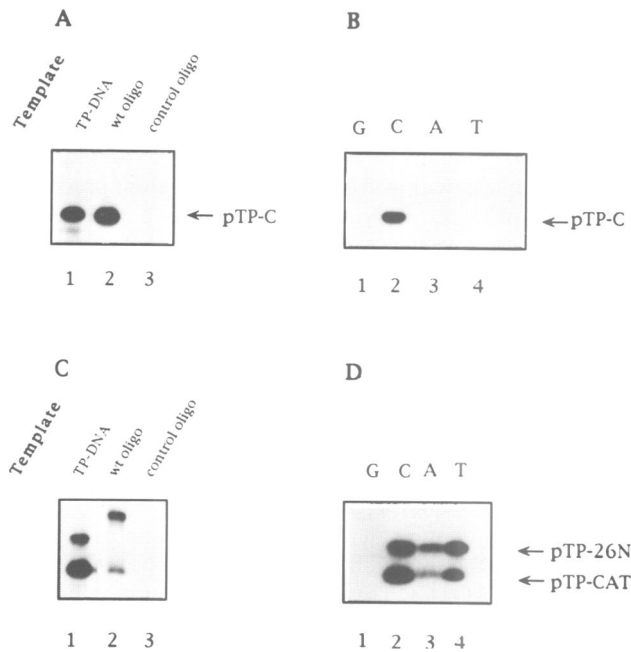 A
Template
TP-DNA
wt oligo
control oligo
← pTP-C
1 2 3
B
G C A T
← pTP-C
1 2 3 4
C
Template
TP-DNA
wt oligo
control oligo
1 2 3
D
G C A T
← pTP-26N
← pTP-CAT
1 2 3 4